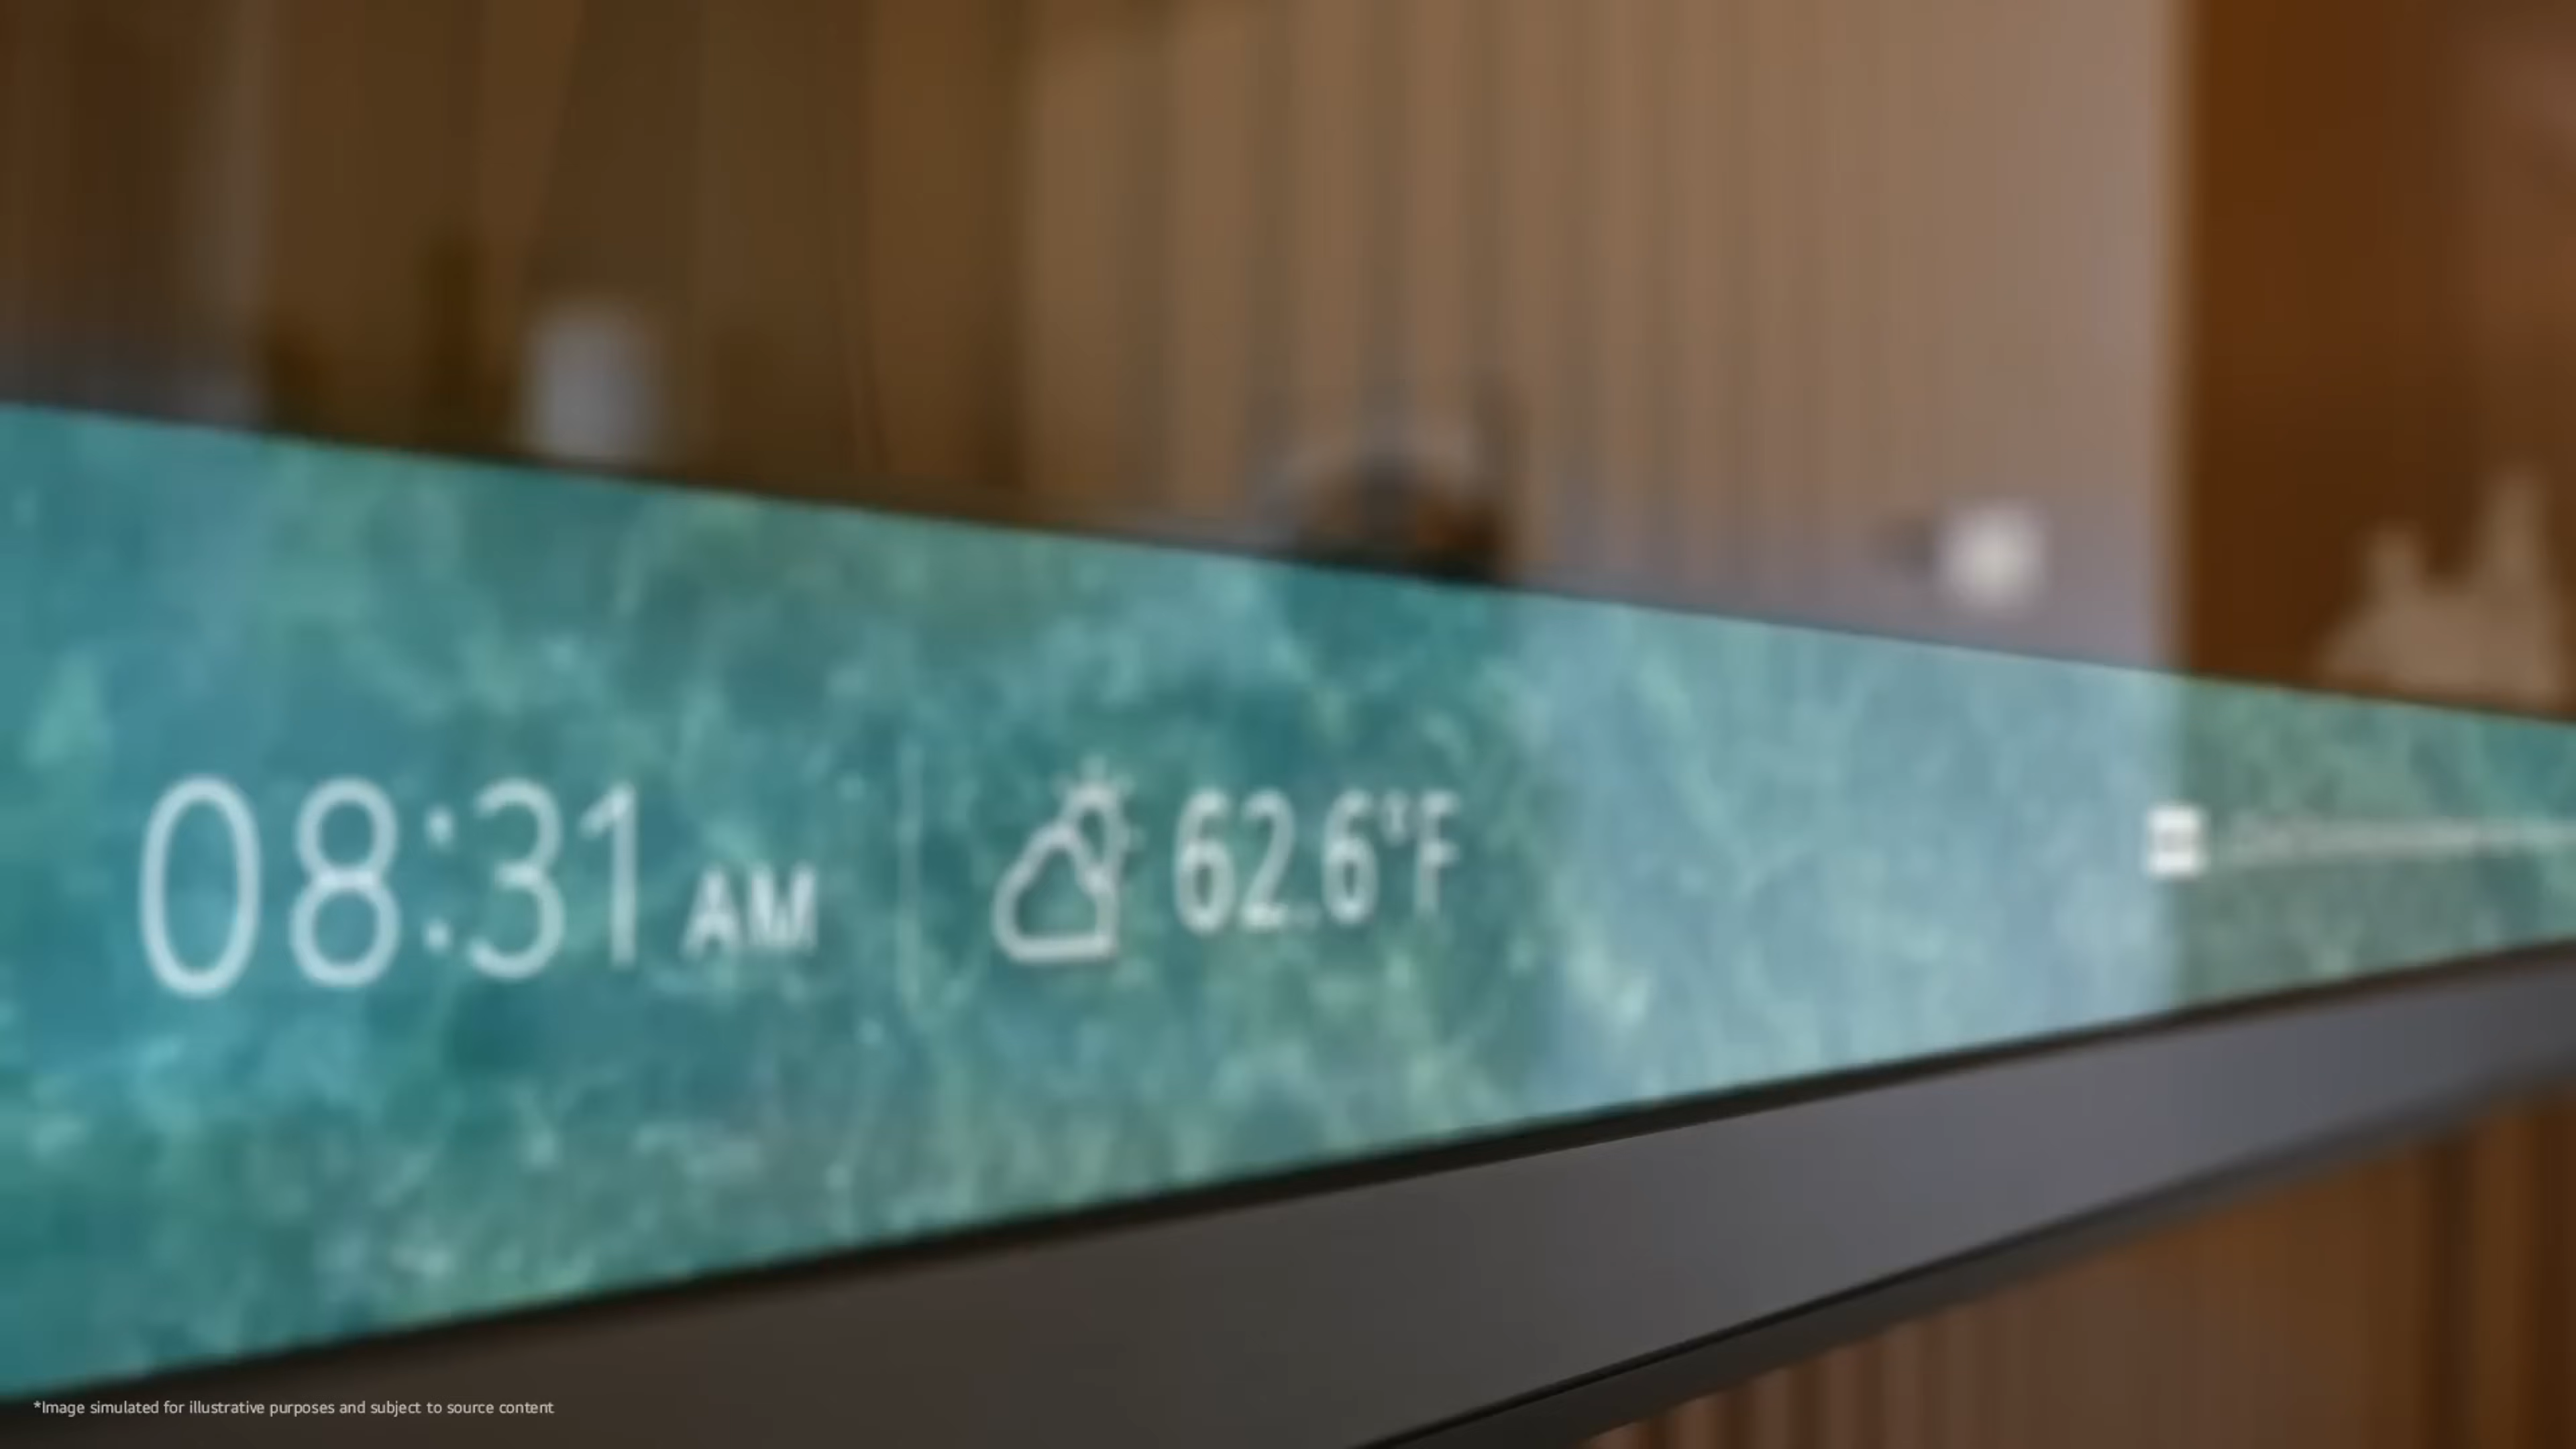 08:31 AM
62.6°F
*Image simulated for illustrative purposes and subject to source content